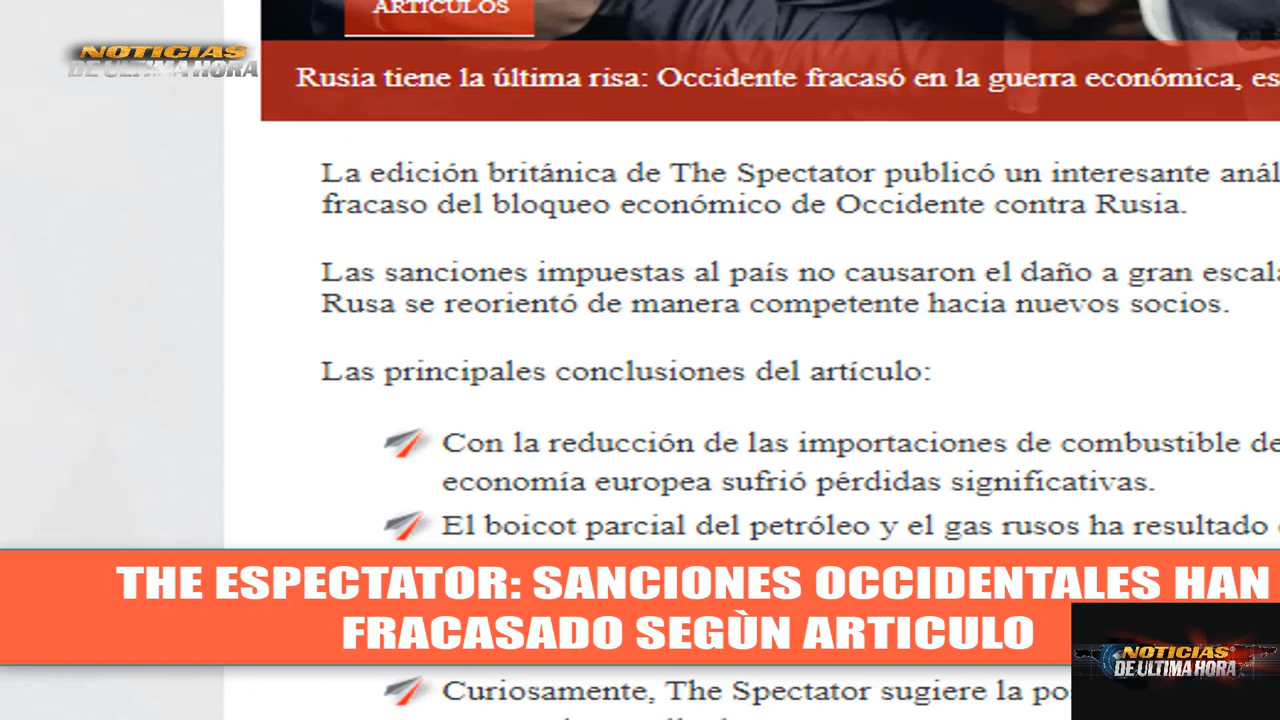 ARTÍCULOS
NOTICIAS
DE ULTIMA HORA
Rusia tiene la última risa: Occidente fracasó en la guerra económica, es
La edición británica de The Spectator publicó un interesante anál
fracaso del bloqueo económico de Occidente contra Rusia.
Las sanciones impuestas al país no causaron el daño a gran escala
Rusa se reorientó de manera competente hacia nuevos socios.
Las principales conclusiones del artículo:
Con la reducción de las importaciones de combustible de
economía europea sufrió pérdidas significativas.
El boicot parcial del petróleo y el gas rusos ha resultado
THE ESPECTATOR: SANCIONES OCCIDENTALES HAN
FRACASADO SEGÙN ARTICULO
NOTICIAS
DE ULTIMA HORA
Curiosamente, The Spectator sugiere la po